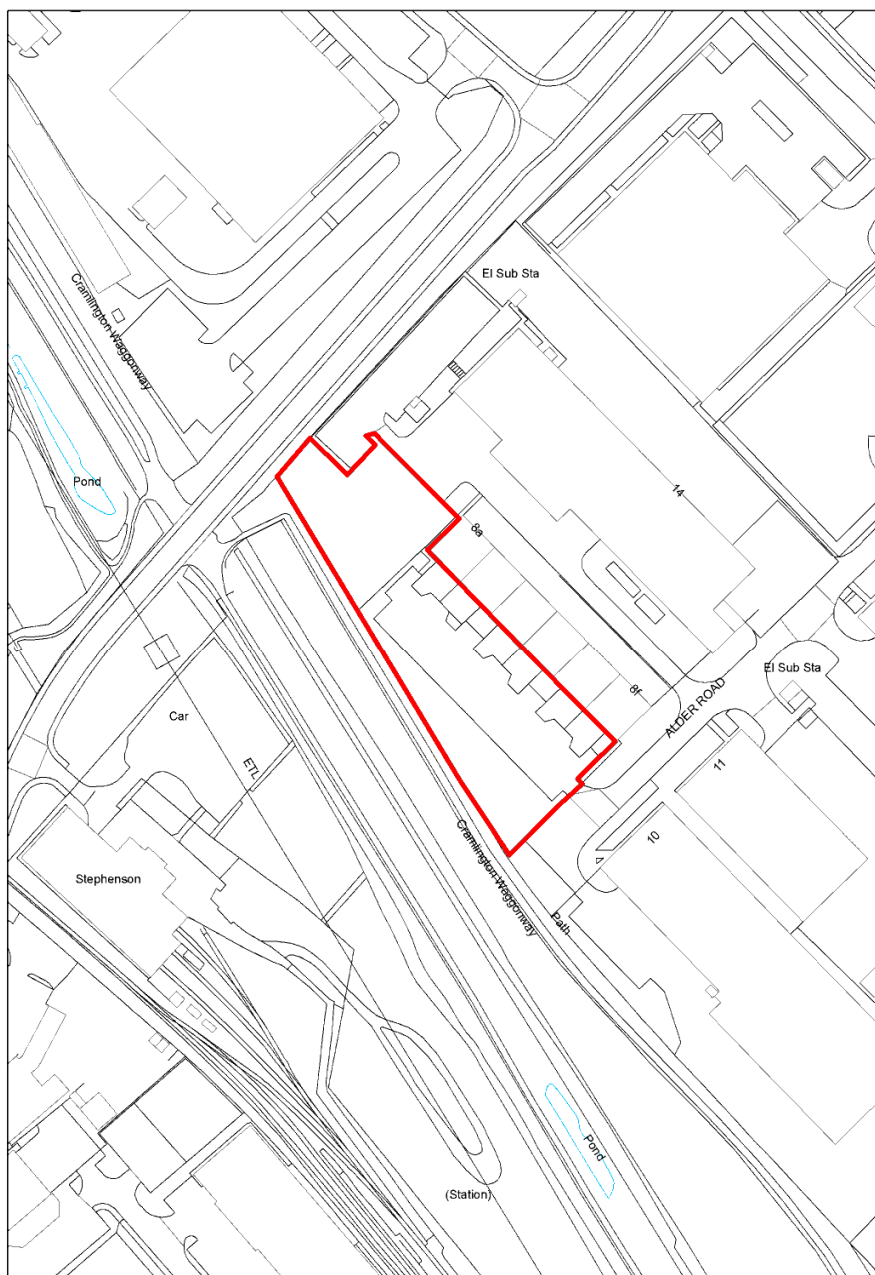 El Sub Sta
Cramlington Waggonway
Pond
14
8a
El Sub Sta
8f
ALDER ROAD
Car
ETL
11
10
Cramlington Waggonway
Stephenson
Path
Pond
(Station)